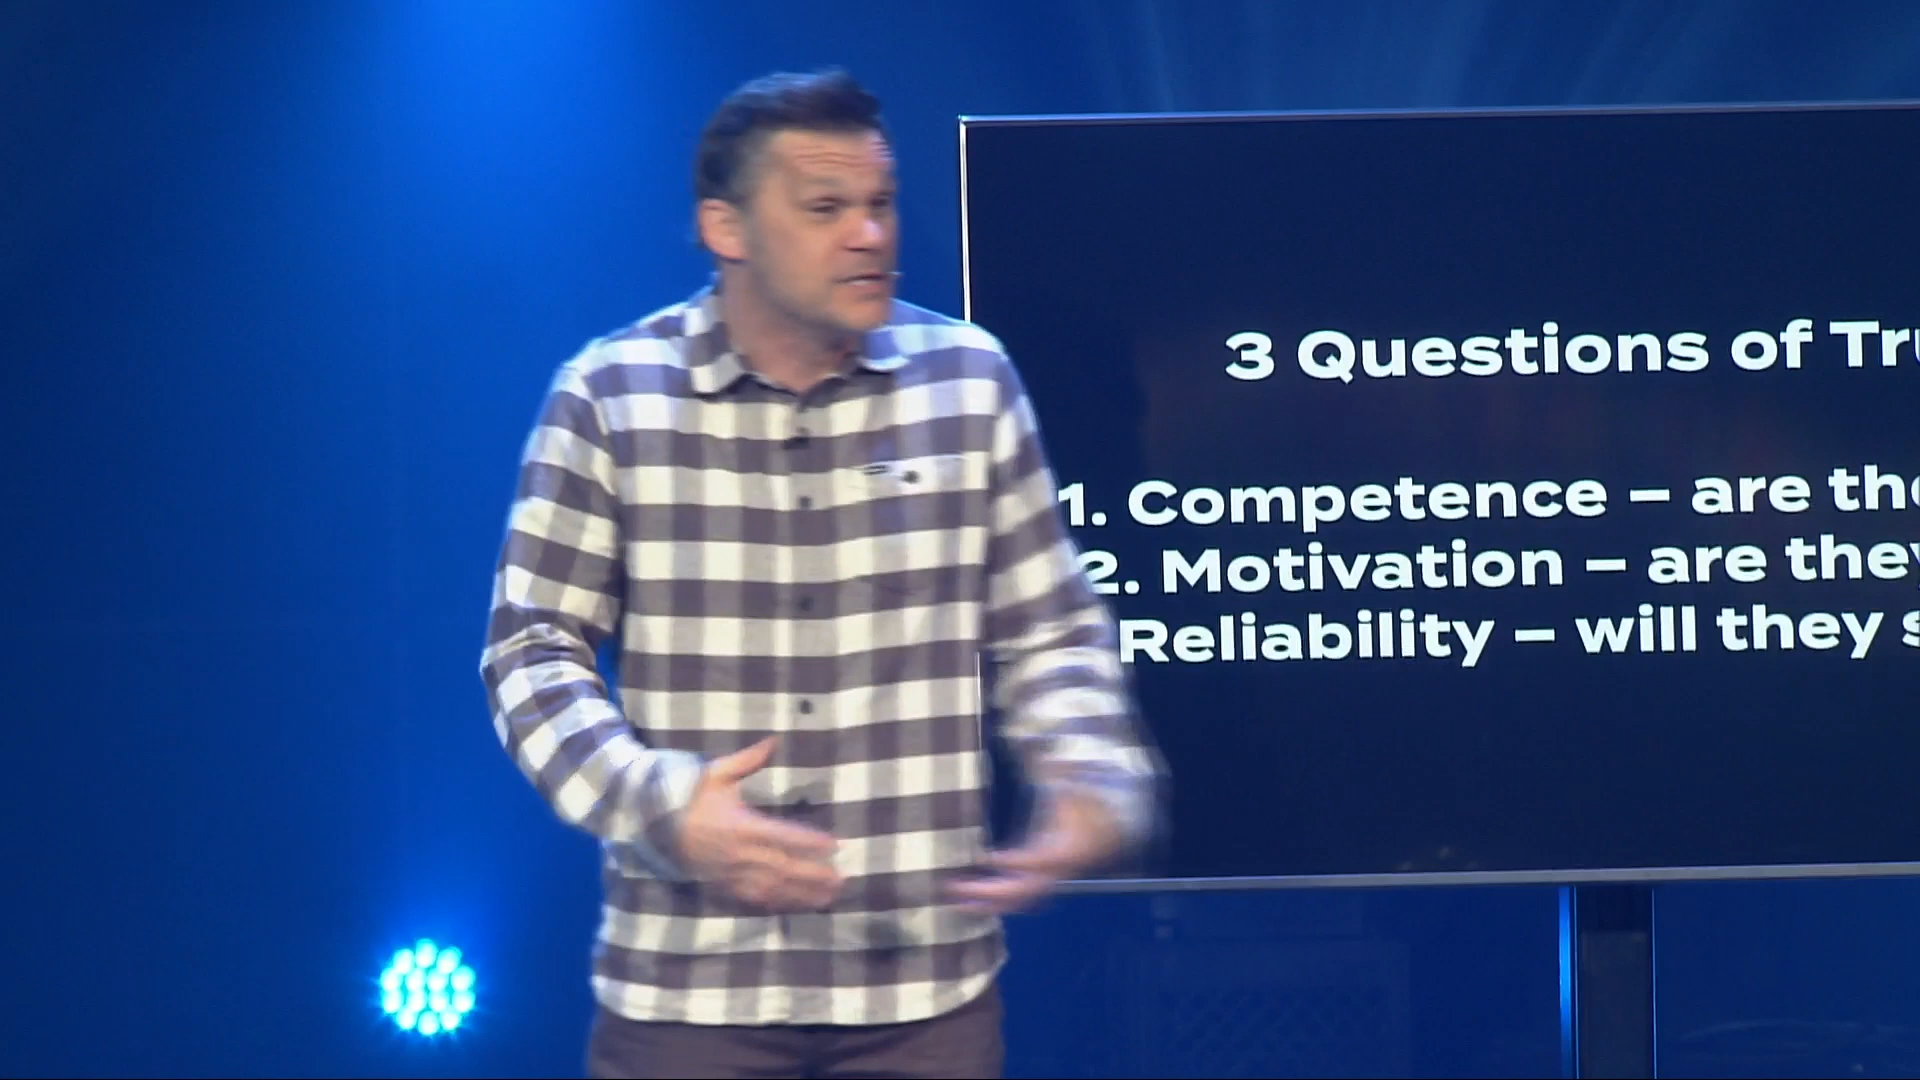 3 Questions of Tru
1. Competence – are the
2. Motivation – are they
Reliability – will they s